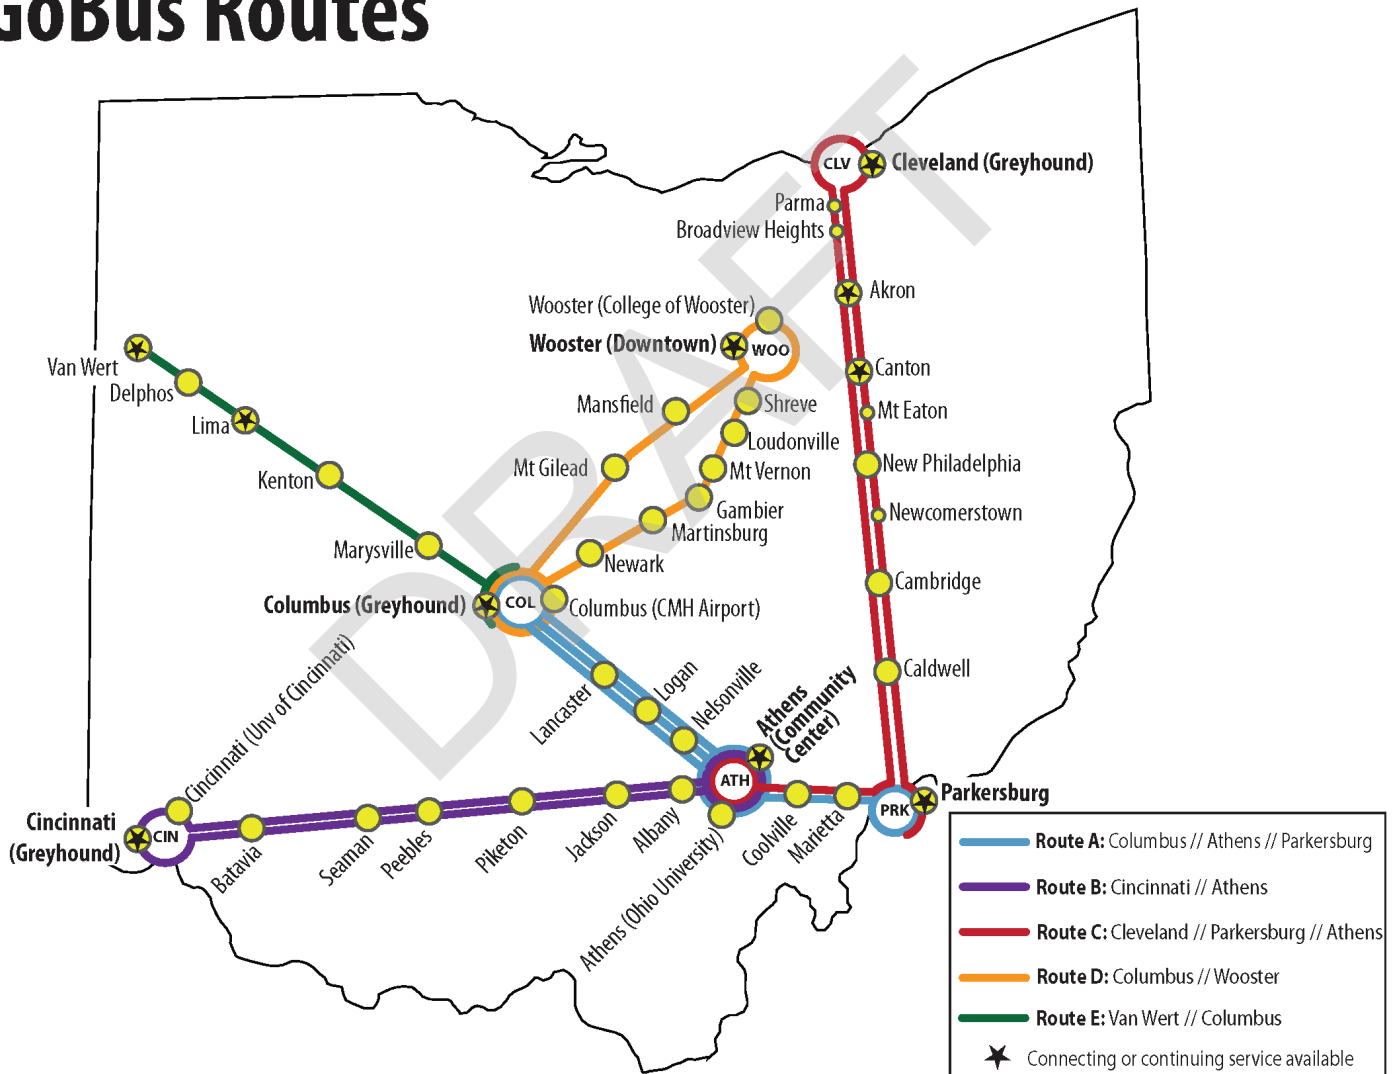 GoBus Routes
DRAFT
CLV
Cleveland (Greyhound)
Parma
Broadview Heights
Akron
Wooster (College of Wooster)
Wooster (Downtown)
WOO
Van Wert
Canton
Delphos
Mansfield
Shreve
Mt Eaton
Lima
Loudonville
Mt Gilead
Mt Vernon
New Philadelphia
Kenton
Gambier
Newcomerstown
Martinsburg
Marysville
Newark
Cambridge
Columbus (Greyhound)
COL
Columbus (CMH Airport)
Caldwell
Lancaster
Logan
Nelsonville
Athens
(Community
Center)
Cincinnati (Unv of Cincinnati)
ATH
Parkersburg
PRK
Cincinnati
(Greyhound)
CIN
Batavia
Seaman
Peebles
Piketon
Jackson
Albany
Athens (Ohio University)
Coolville
Marietta
Route A: Columbus // Athens // Parkersburg
Route B: Cincinnati // Athens
Route C: Cleveland // Parkersburg // Athens
Route D: Columbus // Wooster
Route E: Van Wert // Columbus
Connecting or continuing service available